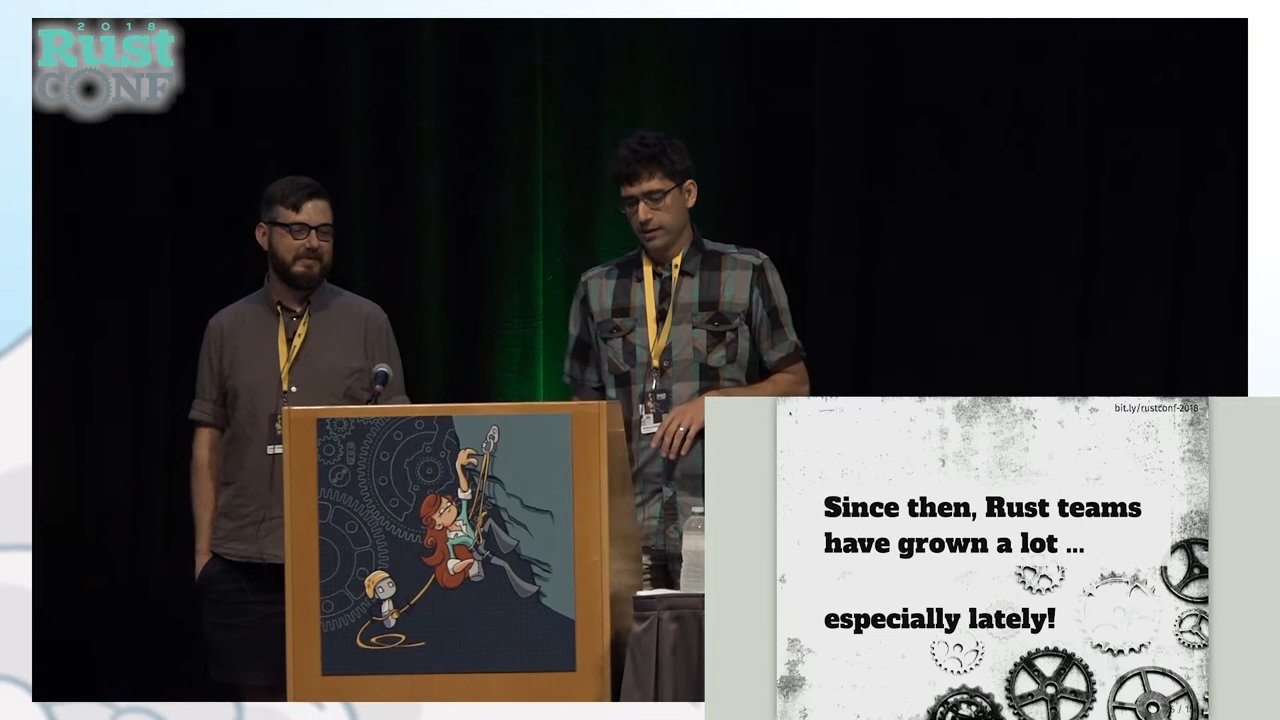 2018
Rust
CONF
bit.ly/rustconf-2018
Since then, Rust teams
have grown a lot ...
especially lately!